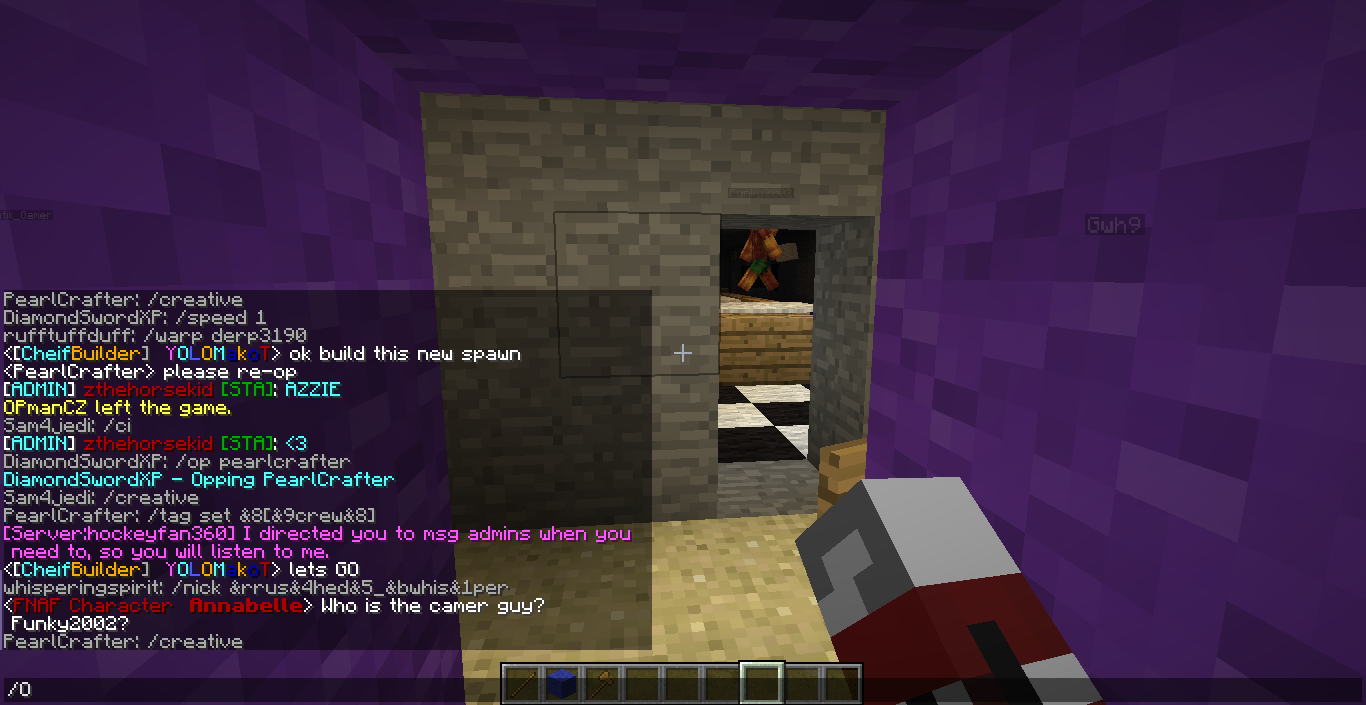 Gwh9
PearlCrafter: /creative
DiamondSwordXP: /speed 1
rufftuffduff: /warp derp3190
<[CheifBuilder] YOLOMakoT> ok build this new spawn
<PearlCrafter> please re-op
[ADMIN] zthehorsekid [STA]: AZZIE
OPmanCZ left the game.
Sam4jedi: /ci
[ADMIN] zthehorsekid [STA]: <3
DiamondSwordXP: /op pearlcrafter
DiamondSwordXP - Opping PearlCrafter
Sam4jedi: /creative
PearlCrafter: /tag set &8[&9crew&8]
[Server:hockeyfan360] I directed you to msg admins when you
need to, so you will listen to me.
<[CheifBuilder] YOLOMakoT> lets GO
whisperingspirit: /nick &rrus&4hed&5_&bwhis&1per
<FNAF Character Annabelle> Who is the camer guy?
Funky2002?
PearlCrafter: /creative
/O